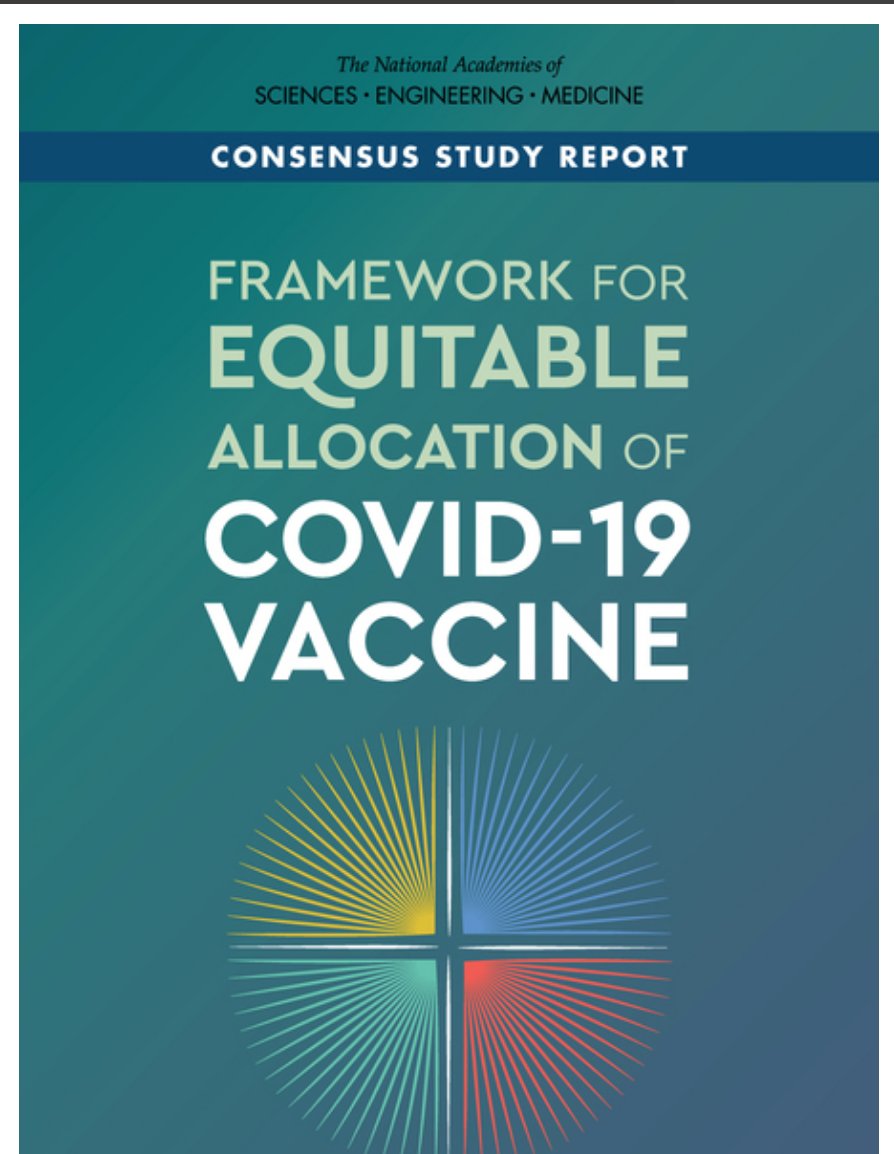 The National Academies of
SCIENCES • ENGINEERING • MEDICINE
CONSENSUS STUDY REPORT
FRAMEWORK FOR
EQUITABLE
ALLOCATION OF
COVID-19
VACCINE